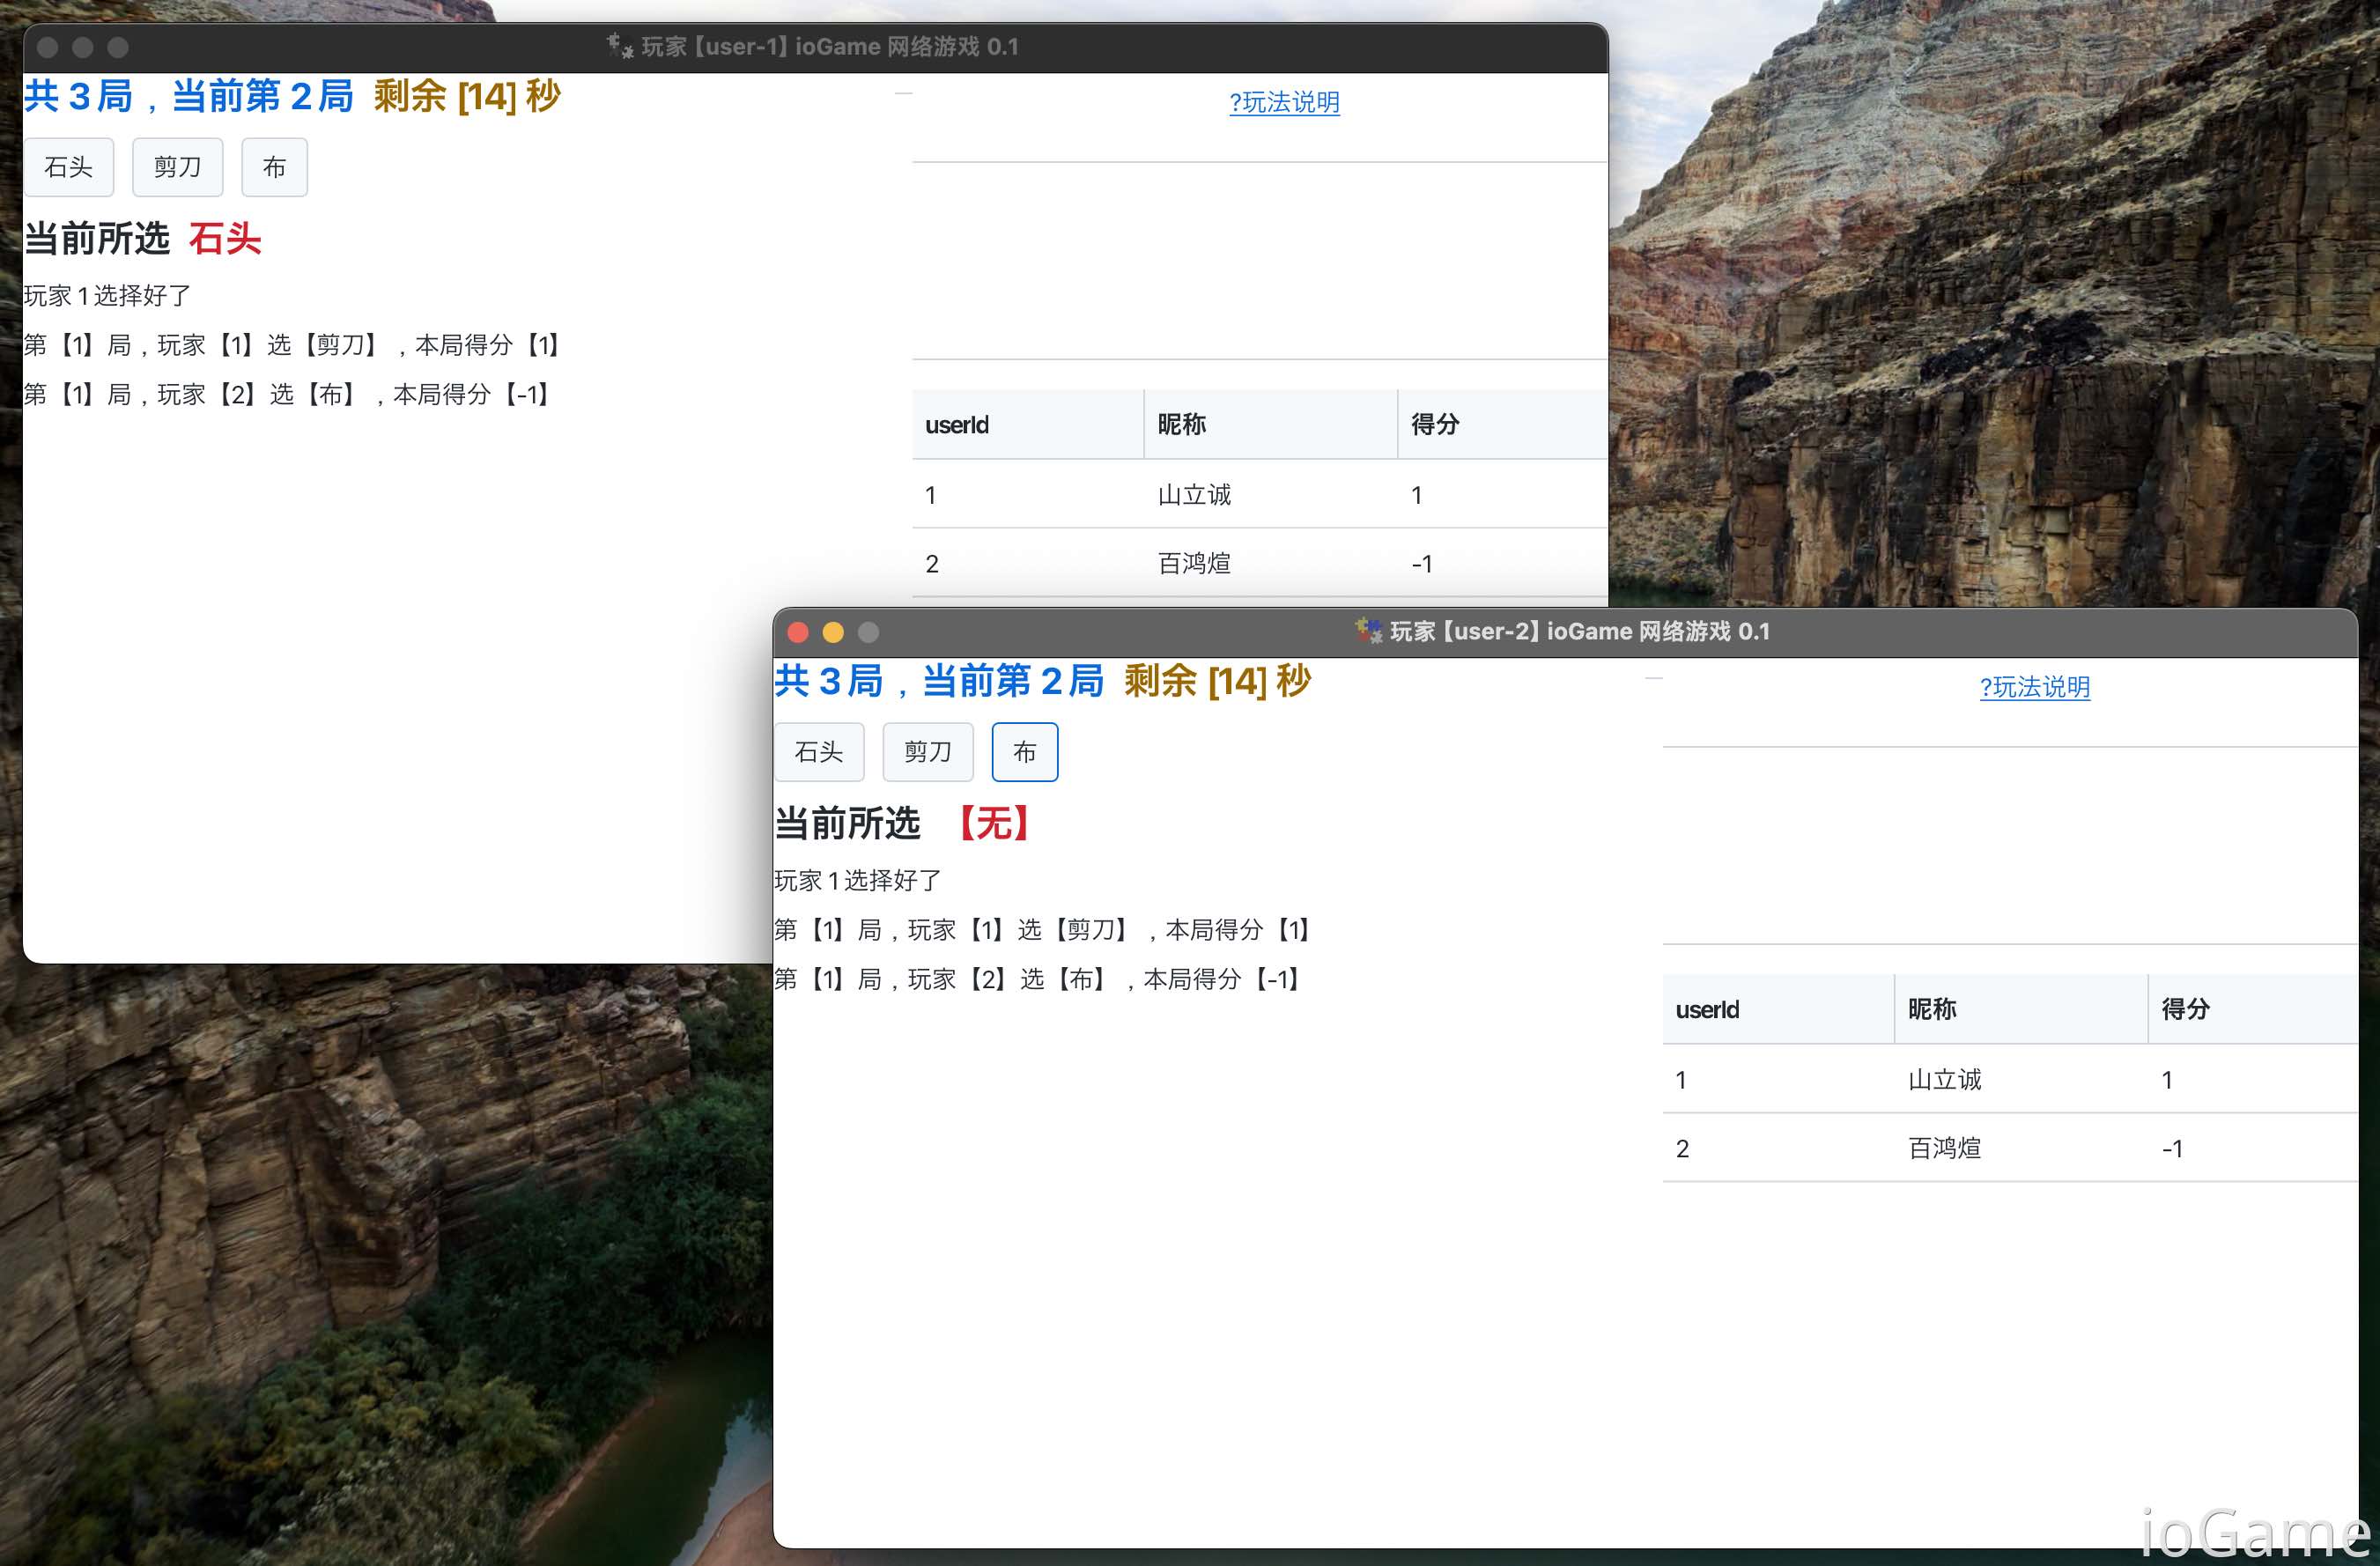 玩家【user-1】ioGame 网络游戏 0.1
共 3 局，当前第 2 局 剩余 [14] 秒
?玩法说明
石头 剪刀 布
当前所选 石头
玩家 1 选择好了
第【1】局，玩家【1】选【剪刀】，本局得分【1】
第【1】局，玩家【2】选【布】，本局得分【-1】
userId 昵称 得分
1 山立诚 1
2 百鸿煊 -1
玩家【user-2】ioGame 网络游戏 0.1
共 3 局，当前第 2 局 剩余 [14] 秒
?玩法说明
石头 剪刀 布
当前所选 【无】
玩家 1 选择好了
第【1】局，玩家【1】选【剪刀】，本局得分【1】
第【1】局，玩家【2】选【布】，本局得分【-1】
userId 昵称 得分
1 山立诚 1
2 百鸿煊 -1
ioGame